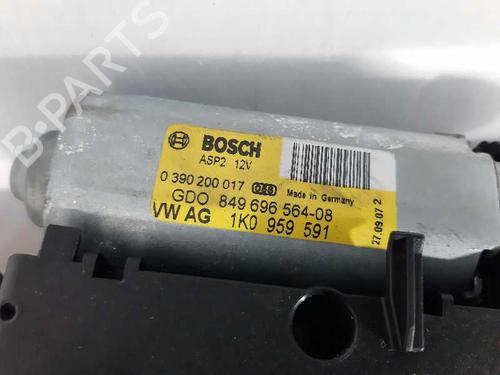 B-PARTS
BOSCH
ASP2 12V
0 390 200 017 Made in Germany
GDO 849 696 564-08
VW AG 1K0 959 591
27.09.07 2